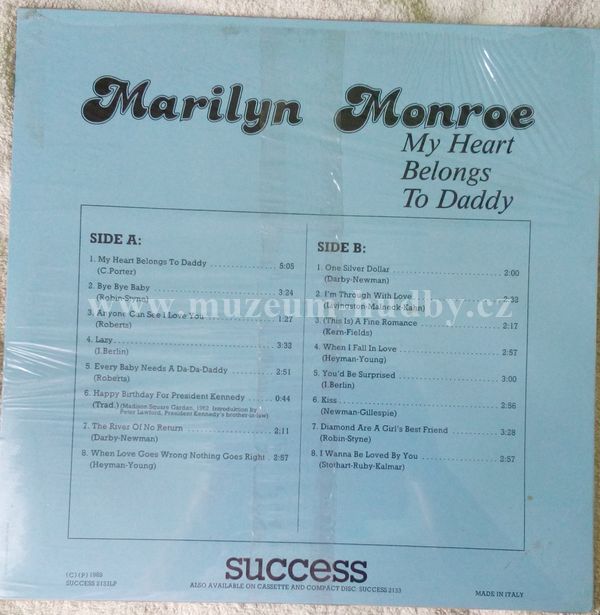 Marilyn Monroe
My Heart
Belongs
To Daddy
SIDE A:
1. My Heart Belongs To Daddy 5:05
(C.Porter)
2. Bye Bye Baby 3:24
(Robin-Styne)
3. Anyone Can See I Love You 1:27
(Roberts)
4. Lazy 3:33
(I.Berlin)
5. Every Baby Needs A Da-Da-Daddy 2:51
(Roberts)
6. Happy Birthday For President Kennedy 0:44
(Trad.) (Madison Square Garden, 1962. Introduktion by
Peter Lawford, President Kennedy's brother-in-law)
7. The River Of No Return 2:11
(Darby-Newman)
8. When Love Goes Wrong Nothing Goes Right . 2:57
(Heyman-Young)
SIDE B:
1. One Silver Dollar 2:00
(Darby-Newman)
2. I'm Through With Love 2:33
(Livingston-Malneck-Kahn)
3. (This Is) A Fine Romance 2:17
(Kern-Fields)
4. When I Fall In Love 2:57
(Heyman-Young)
5. You'd Be Surprised 3:00
(I.Berlin)
6. Kiss 2:56
(Newman-Gillespie)
7. Diamond Are A Girl's Best Friend 3:28
(Robin-Styne)
8. I Wanna Be Loved By You 2:57
(Stothart-Ruby-Kalmar)
www.muzeum-hudby.cz
(C)(P) 1989
SUCCESS 2133LP
success
ALSO AVAILABLE ON CASSETTE AND COMPACT DISC: SUCCESS 2133
MADE IN ITALY